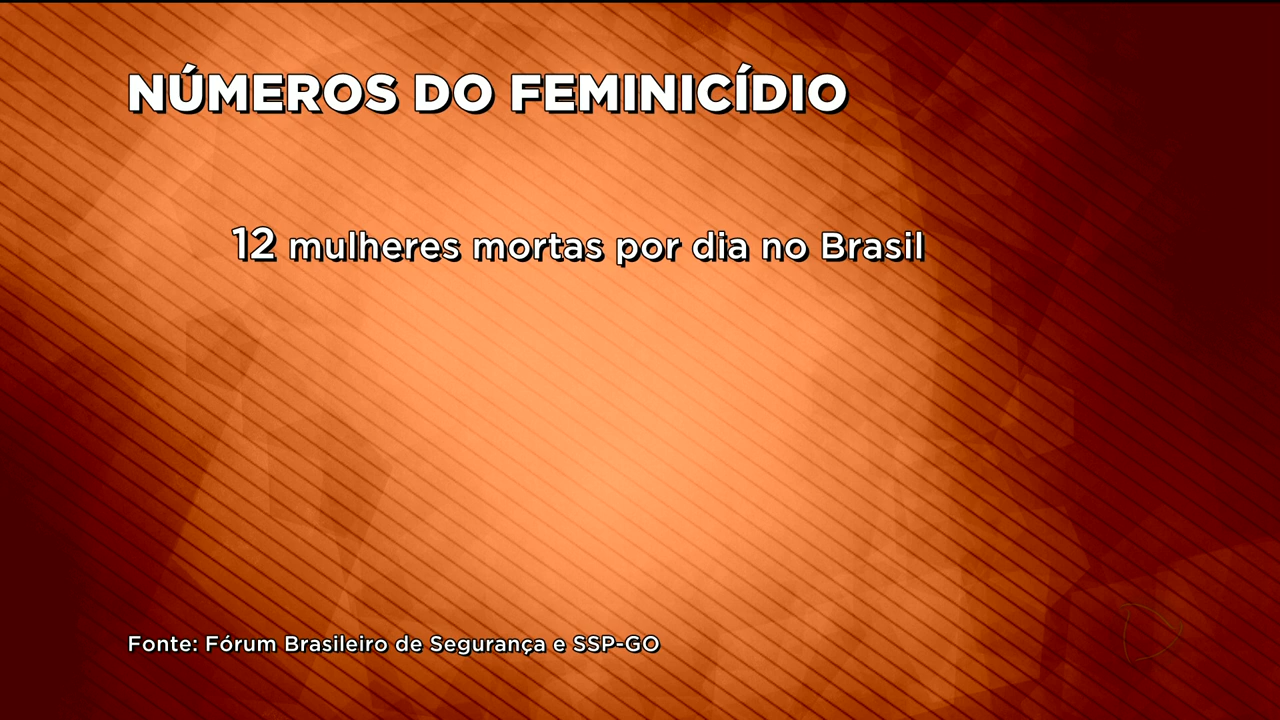 NÚMEROS DO FEMINICÍDIO
12 mulheres mortas por dia no Brasil
Fonte: Fórum Brasileiro de Segurança e SSP-GO